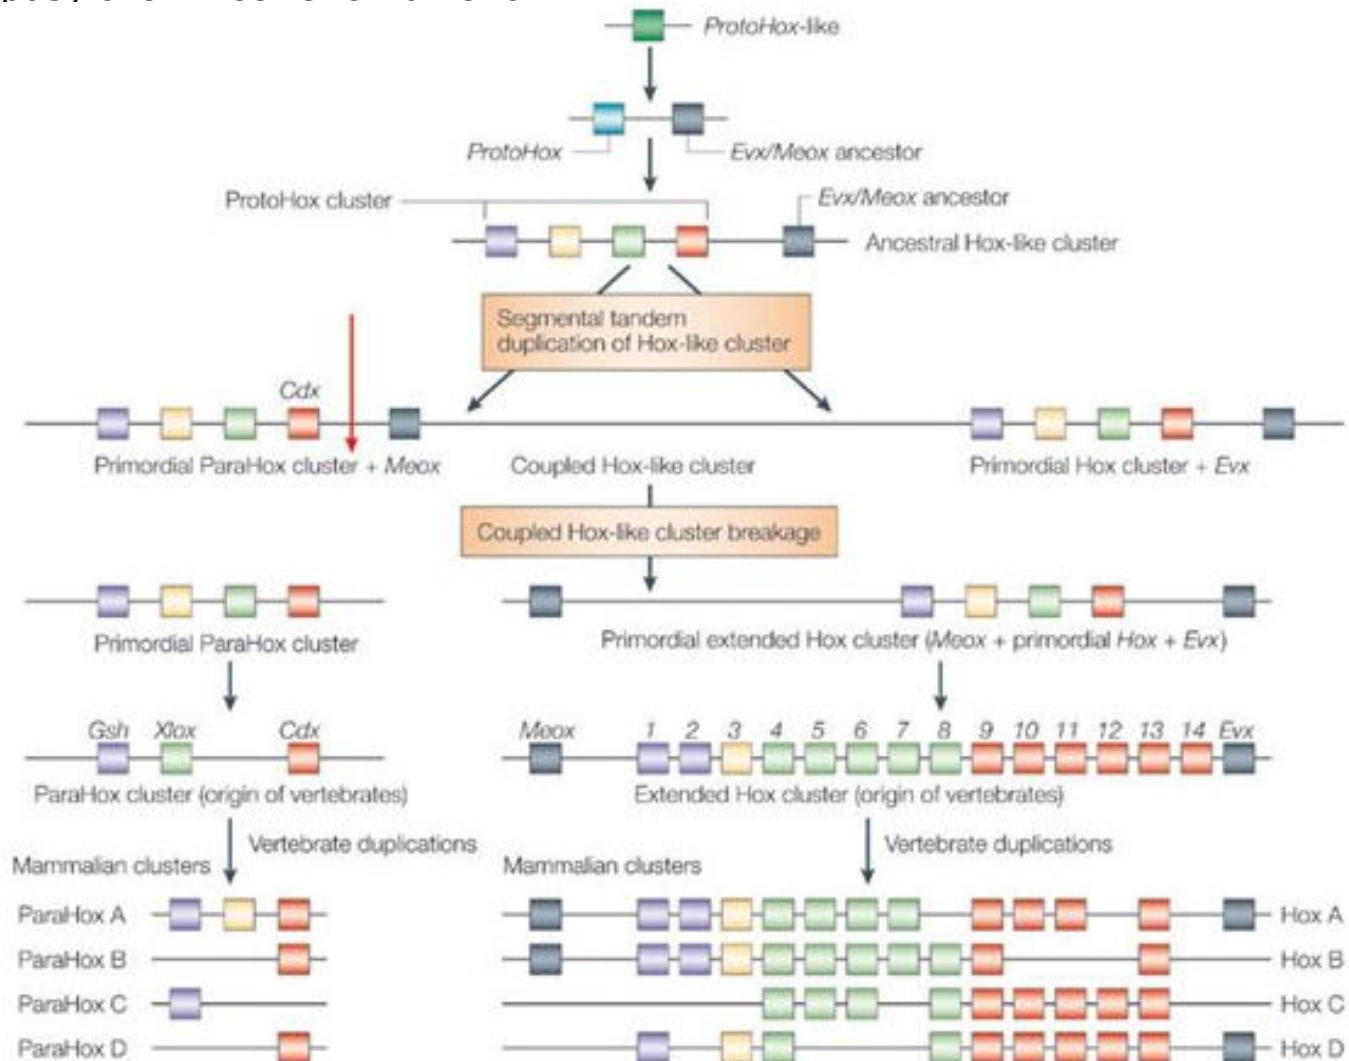 ProtoHox-like
ProtoHox
Evx/Meox ancestor
ProtoHox cluster
Evx/Meox ancestor
Ancestral Hox-like cluster
Segmental tandem
duplication of Hox-like cluster
Cdx
Primordial ParaHox cluster + Meox
Coupled Hox-like cluster
Primordial Hox cluster + Evx
Coupled Hox-like cluster breakage
Primordial ParaHox cluster
Primordial extended Hox cluster (Meox + primordial Hox + Evx)
Gsh Xlox Cdx
Meox 1 2 3 4 5 6 7 8 9 10 11 12 13 14 Evx
ParaHox cluster (origin of vertebrates)
Extended Hox cluster (origin of vertebrates)
Vertebrate duplications
Vertebrate duplications
Mammalian clusters
Mammalian clusters
ParaHox A
Hox A
ParaHox B
Hox B
ParaHox C
Hox C
ParaHox D
Hox D